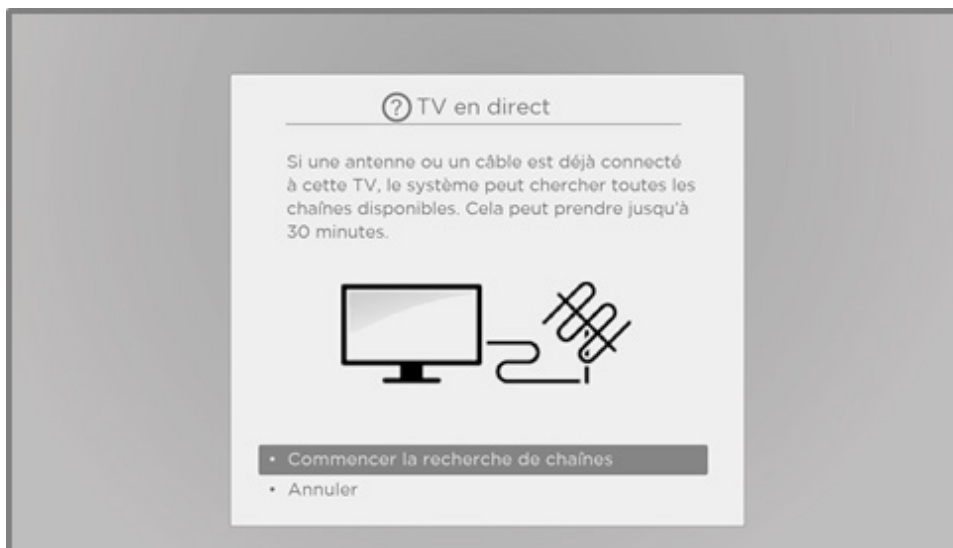 ? TV en direct
Si une antenne ou un câble est déjà connecté
à cette TV, le système peut chercher toutes les
chaînes disponibles. Cela peut prendre jusqu'à
30 minutes.
• Commencer la recherche de chaînes
• Annuler